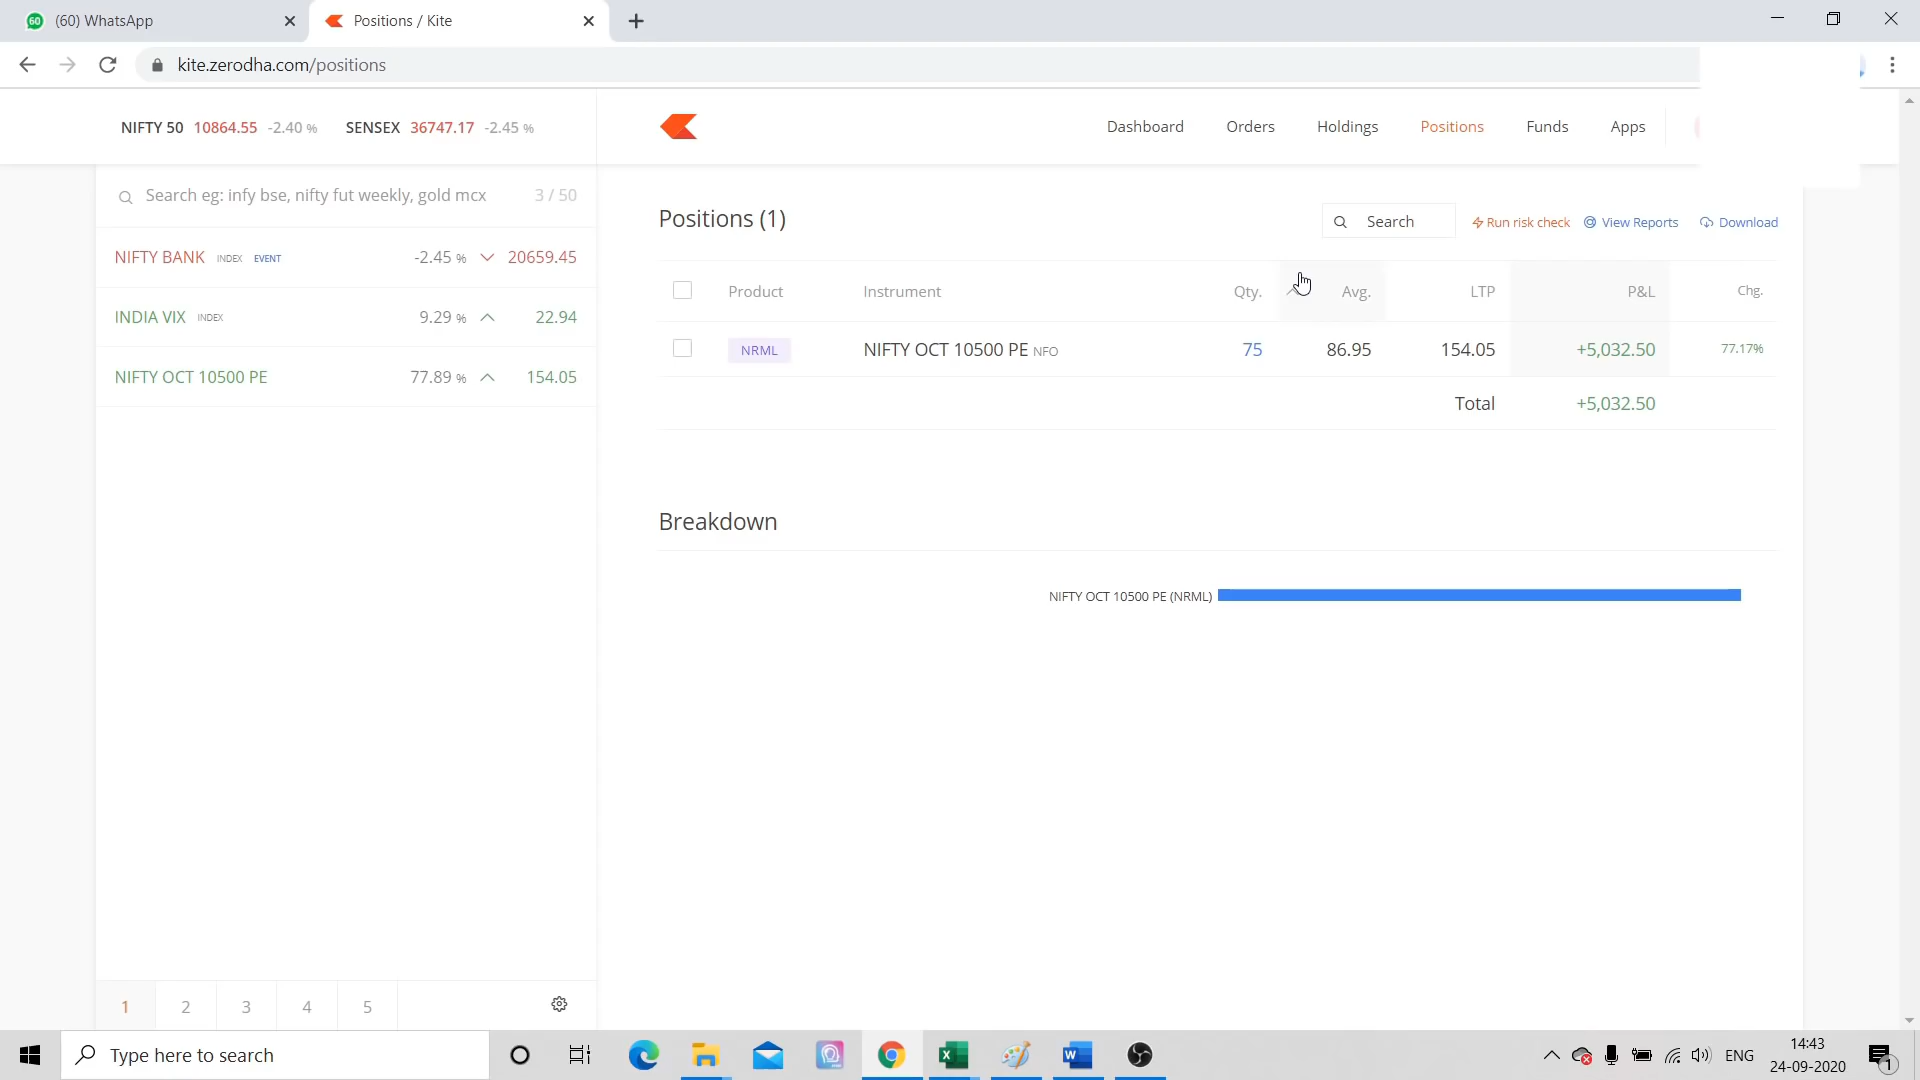 60 (60) WhatsApp
Positions / Kite
kite.zerodha.com/positions
NIFTY 50 10864.55 -2.40 % SENSEX 36747.17 -2.45 %
Dashboard Orders Holdings Positions Funds Apps
Search eg: infy bse, nifty fut weekly, gold mcx 3 / 50
NIFTY BANK INDEX EVENT -2.45 % 20659.45
INDIA VIX INDEX 9.29 % 22.94
NIFTY OCT 10500 PE 77.89 % 154.05
1 2 3 4 5
Positions (1)
Search Run risk check View Reports Download
Product Instrument Qty. Avg. LTP P&L Chg.
NRML NIFTY OCT 10500 PE NFO 75 86.95 154.05 +5,032.50 77.17%
Total +5,032.50
Breakdown
NIFTY OCT 10500 PE (NRML)
Type here to search
ENG
14:43
24-09-2020
1